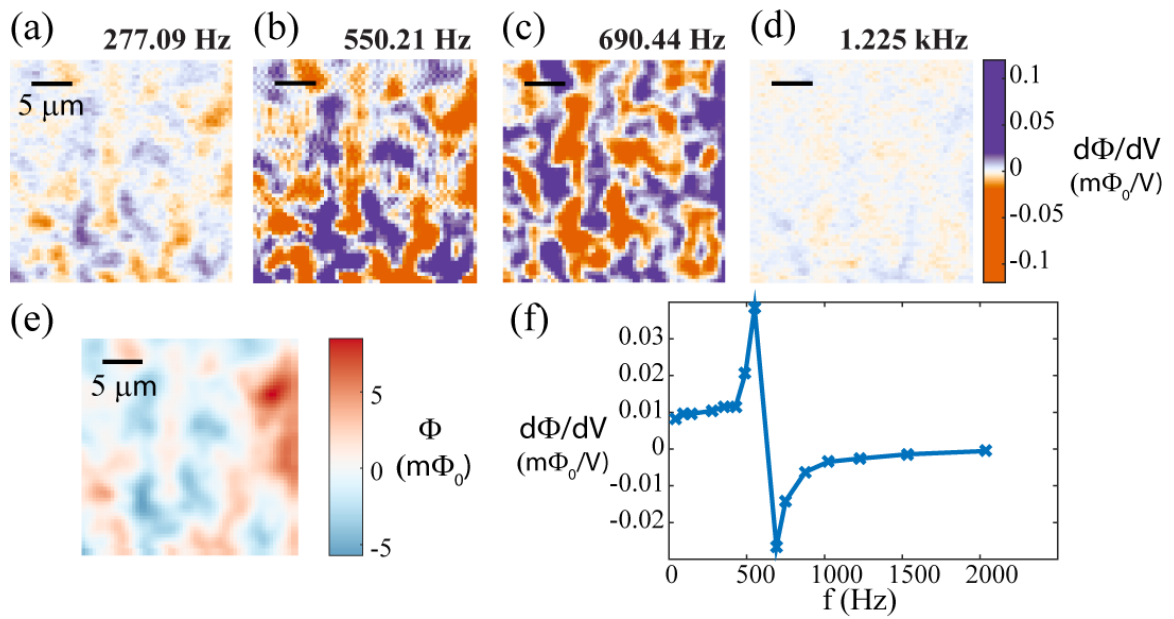 (a) 277.09 Hz
(b) 550.21 Hz
(c) 690.44 Hz
(d) 1.225 kHz
5 μm
0.1
0.05
0
-0.05
-0.1
dΦ/dV
(mΦ₀/V)
(e)
5 μm
5
0
-5
Φ
(mΦ₀)
(f)
dΦ/dV
(mΦ₀/V)
0.03
0.02
0.01
0
-0.01
-0.02
0 500 1000 1500 2000
f (Hz)